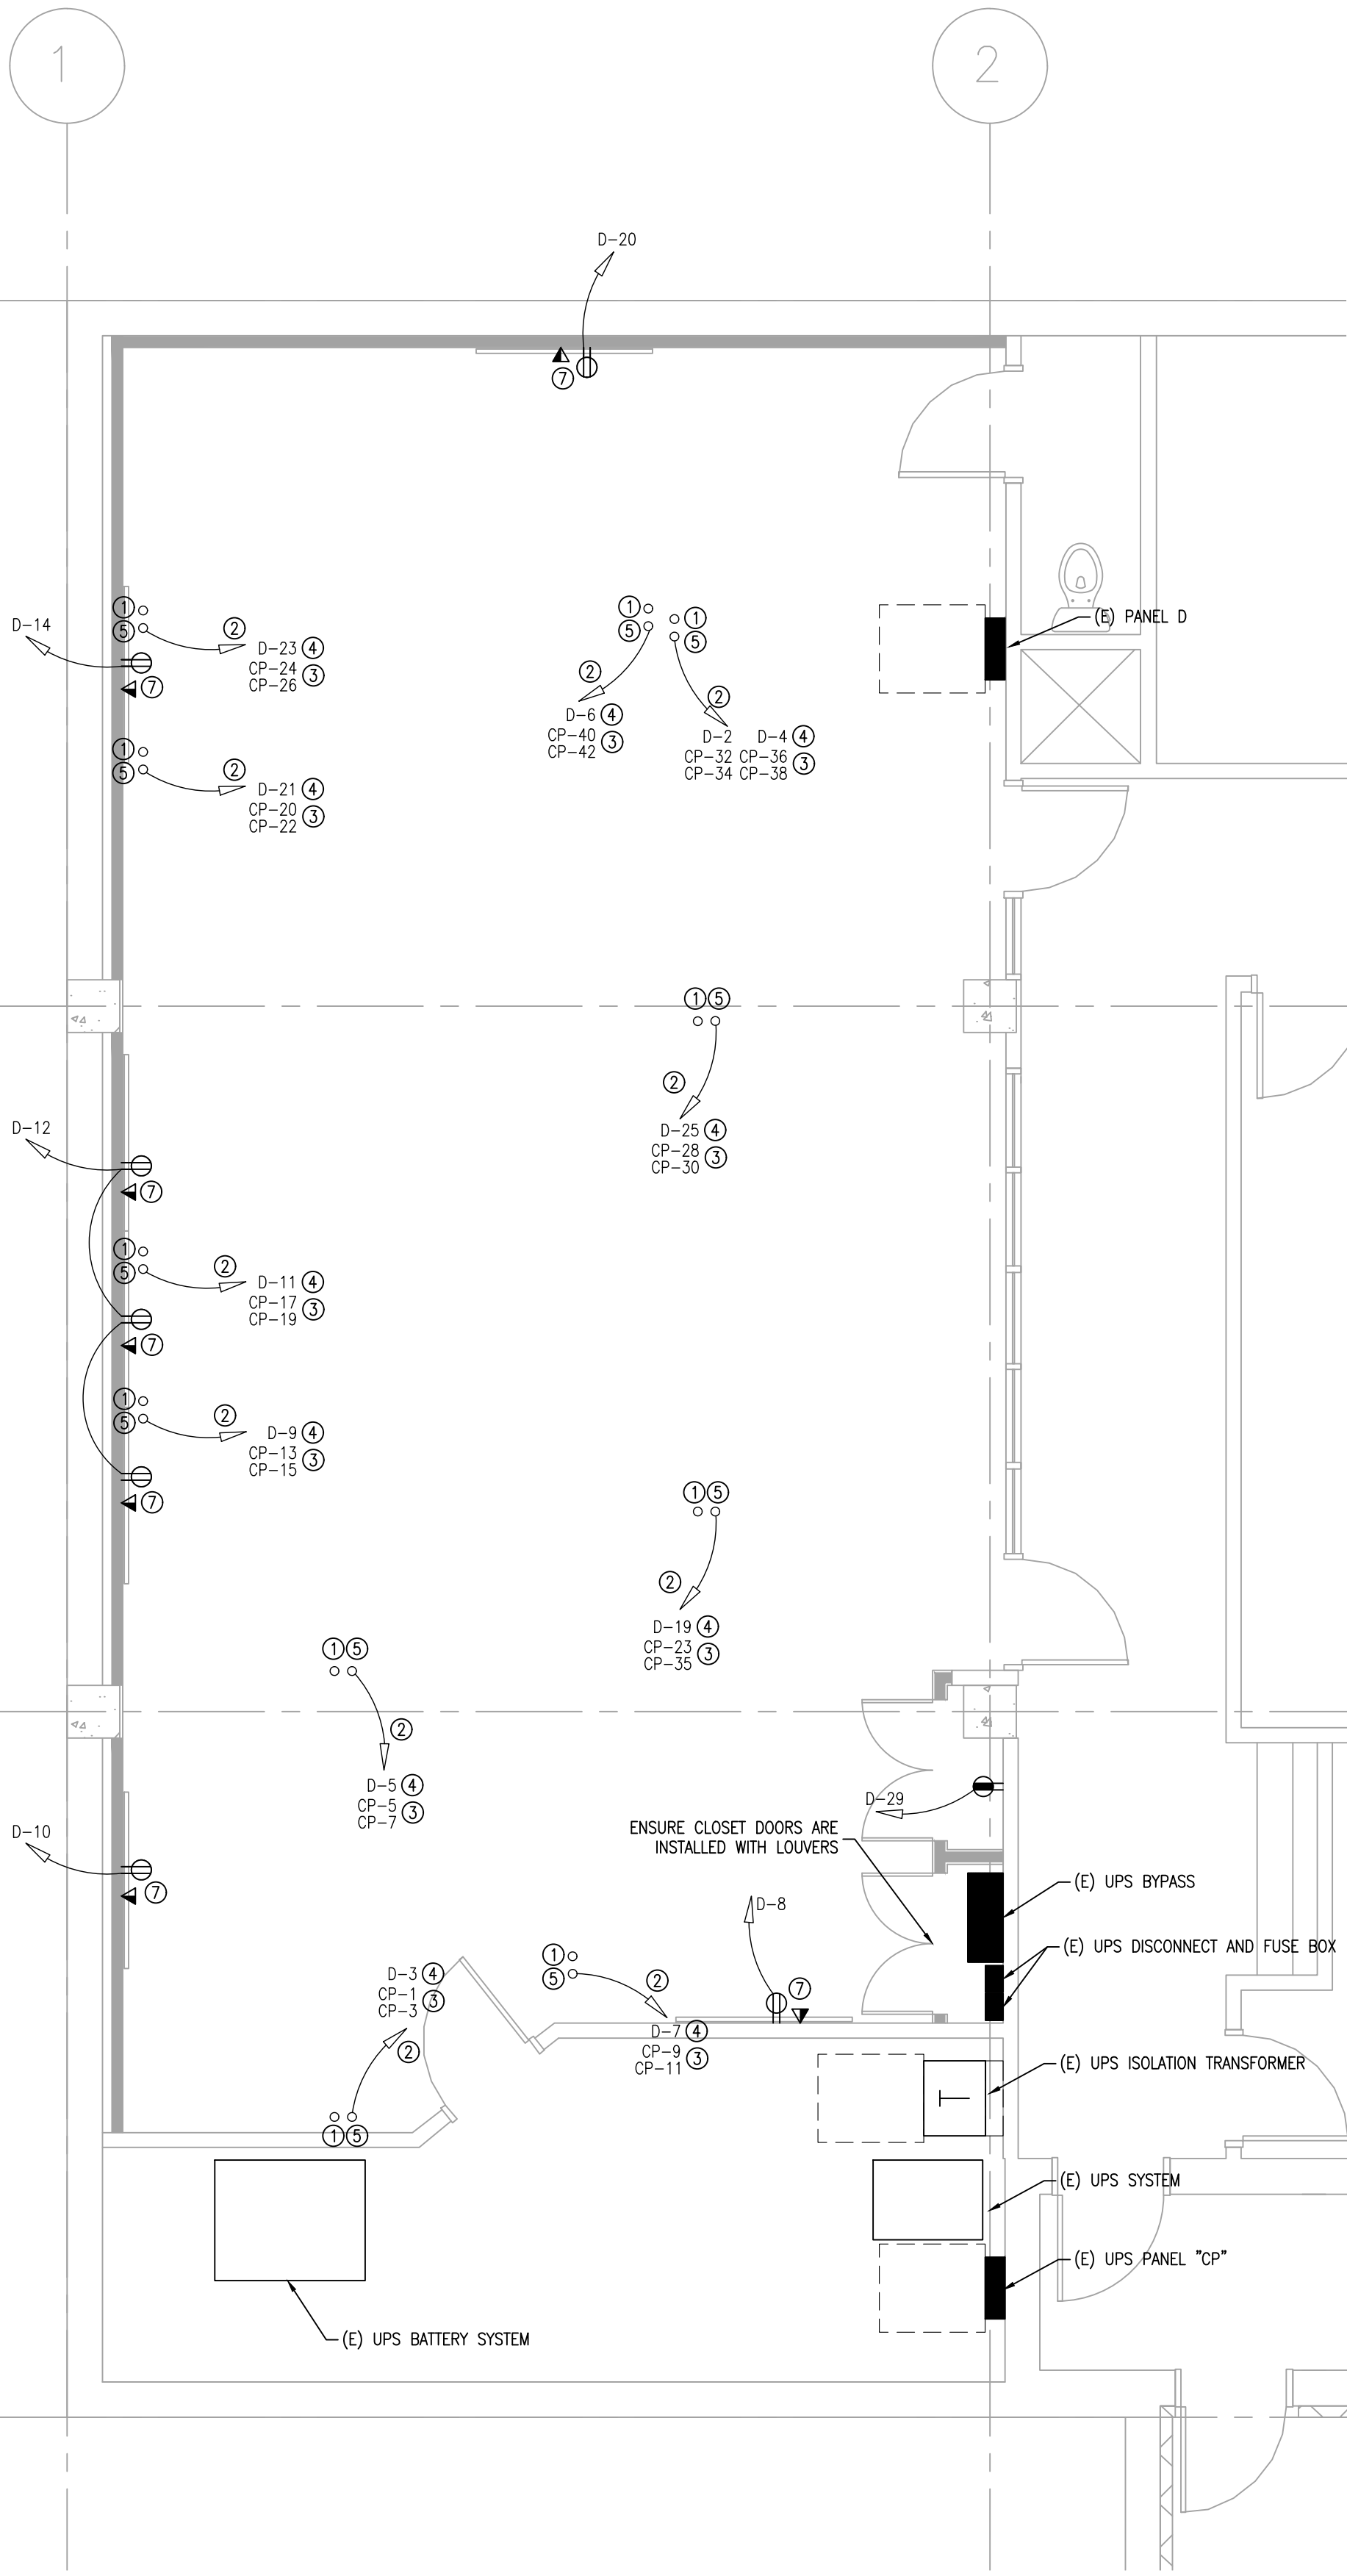 1
2
D-20
7
1
5
2
D-14
D-23 4
CP-24
CP-26 3
7
1
5
1
5
2
D-6 4
CP-40
CP-42 3
2
D-2 D-4 4
CP-32 CP-36
CP-34 CP-38 3
(E) PANEL D
1
5
2
D-21 4
CP-20
CP-22 3
1 5
2
D-25 4
CP-28
CP-30 3
D-12
7
1
5
2
D-11 4
CP-17
CP-19 3
7
1
5
2
D-9 4
CP-13
CP-15 3
7
1 5
2
D-19 4
CP-23
CP-35 3
1 5
2
D-5 4
CP-5
CP-7 3
D-29
ENSURE CLOSET DOORS ARE
INSTALLED WITH LOUVERS
D-10
7
(E) UPS BYPASS
D-8
(E) UPS DISCONNECT AND FUSE BOX
1
5
2
7
D-3 4
CP-1
CP-3 3
2
D-7 4
CP-9
CP-11 3
(E) UPS ISOLATION TRANSFORMER
T
1 5
(E) UPS SYSTEM
(E) UPS PANEL "CP"
(E) UPS BATTERY SYSTEM